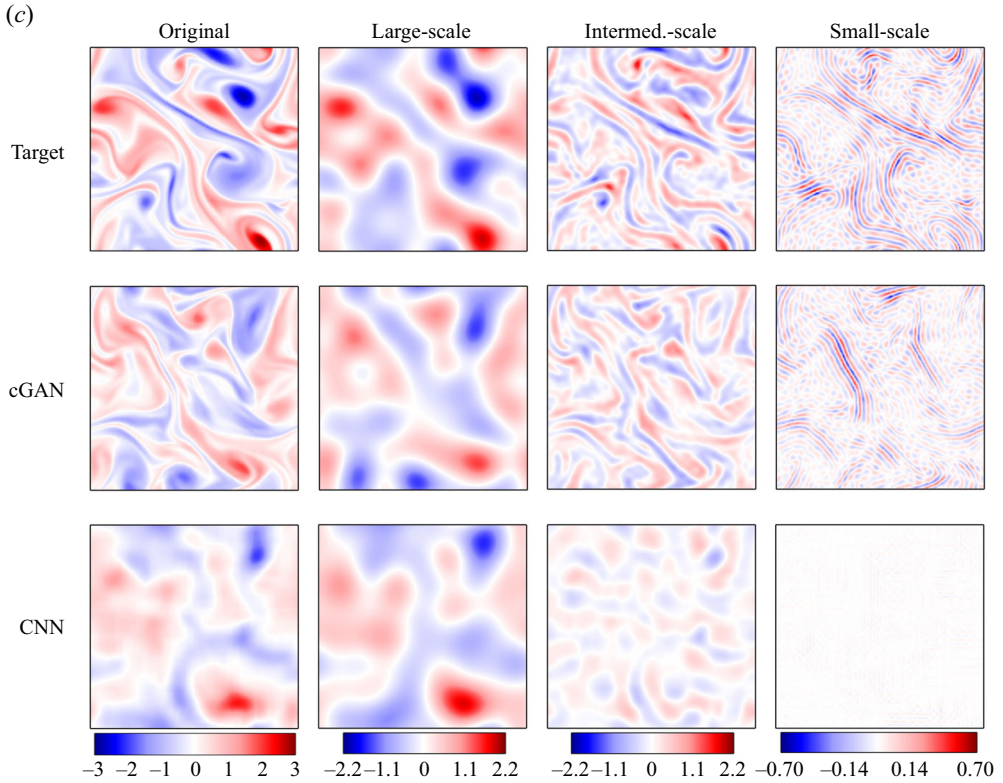 (c)
Original Large-scale Intermed.-scale Small-scale
Target
cGAN
CNN
−3 −2 −1 0 1 2 3 −2.2 −1.1 0 1.1 2.2 −2.2 −1.1 0 1.1 2.2 −0.70 −0.14 0.14 0.70